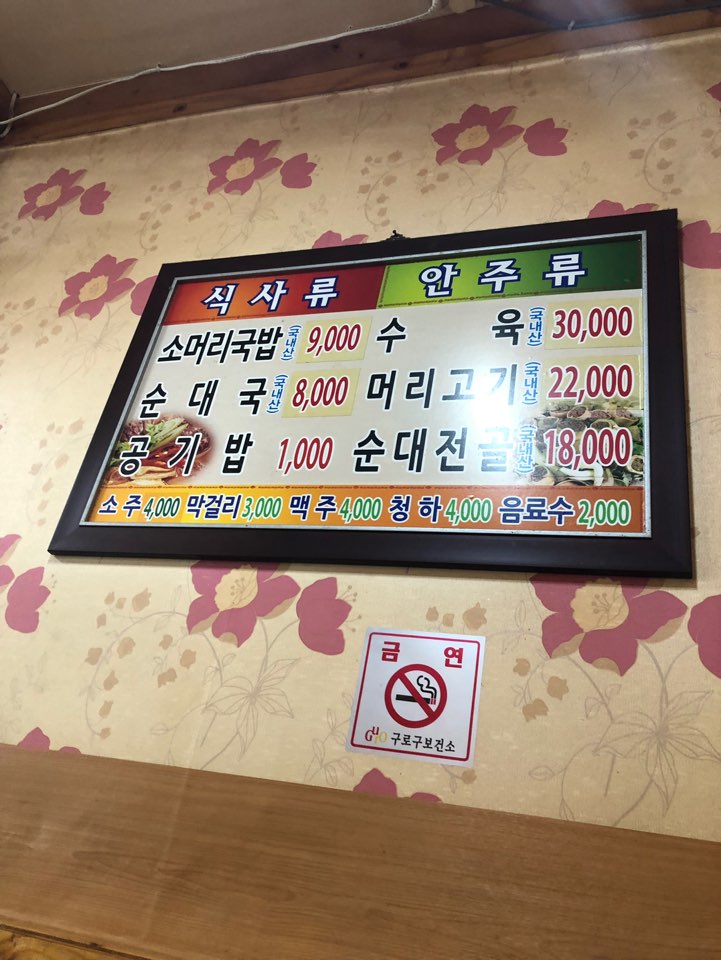 식사류 안주류
소머리국밥 (국내산) 9,000 수 육 (국내산) 30,000
순대국 (국내산) 8,000 머리고기 (국내산) 22,000
공기밥 1,000 순대전골 (국내산) 18,000
소주 4,000 막걸리 3,000 맥주 4,000 청하 4,000 음료수 2,000
금 연
GuRO 구로구보건소